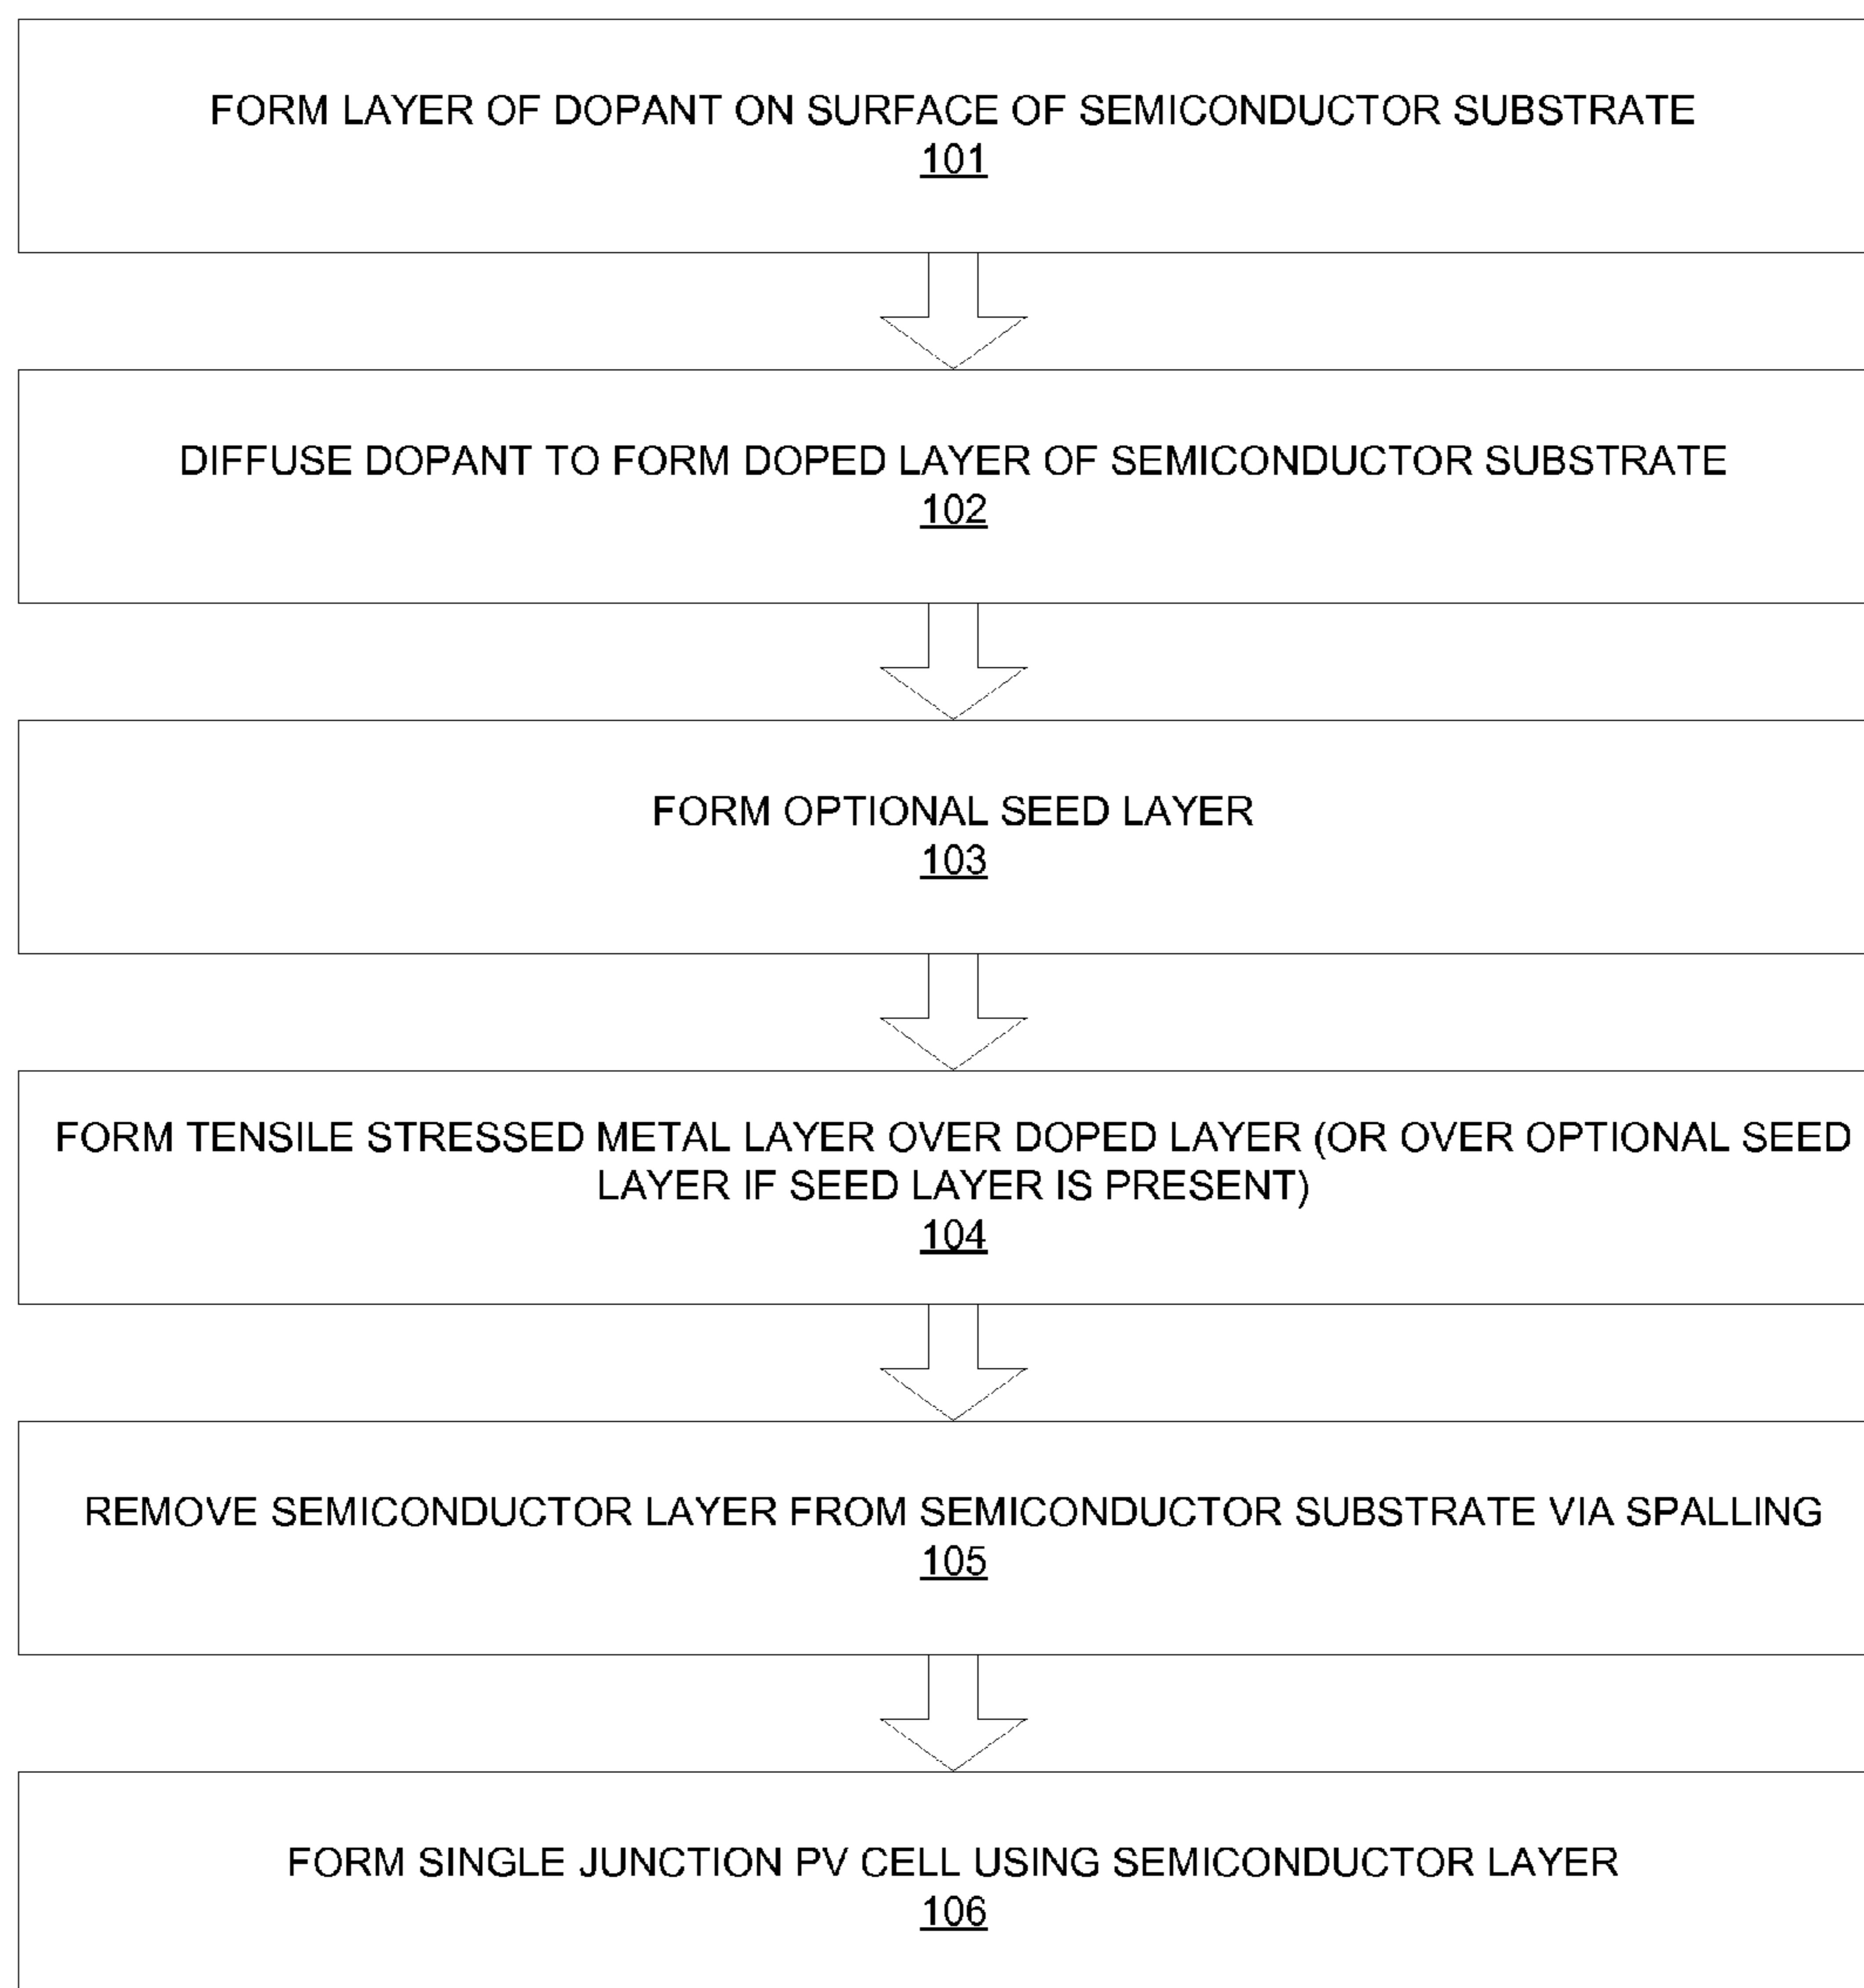 FORM LAYER OF DOPANT ON SURFACE OF SEMICONDUCTOR SUBSTRATE
101
DIFFUSE DOPANT TO FORM DOPED LAYER OF SEMICONDUCTOR SUBSTRATE
102
FORM OPTIONAL SEED LAYER
103
FORM TENSILE STRESSED METAL LAYER OVER DOPED LAYER (OR OVER OPTIONAL SEED
LAYER IF SEED LAYER IS PRESENT)
104
REMOVE SEMICONDUCTOR LAYER FROM SEMICONDUCTOR SUBSTRATE VIA SPALLING
105
FORM SINGLE JUNCTION PV CELL USING SEMICONDUCTOR LAYER
106